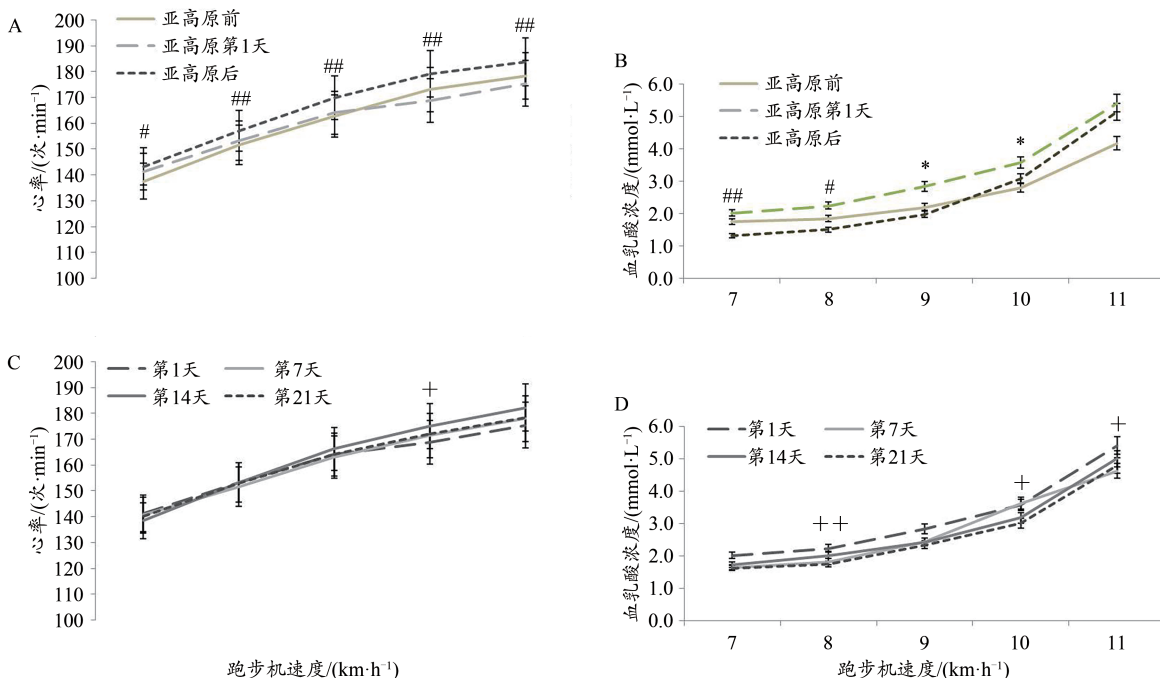 A
200
190
180
170
160
150
140
130
120
110
100
心率/(次·min⁻¹)
亚高原前
亚高原第1天
亚高原后
#
##
##
##
##
B
6.0
5.0
4.0
3.0
2.0
1.0
0.0
血乳酸浓度/(mmol·L⁻¹)
亚高原前
亚高原第1天
亚高原后
##
#
*
*
7 8 9 10 11
C
200
190
180
170
160
150
140
130
120
110
100
心率/(次·min⁻¹)
第1天 第7天
第14天 第21天
+
跑步机速度/(km·h⁻¹)
D
6.0
5.0
4.0
3.0
2.0
1.0
0.0
血乳酸浓度/(mmol·L⁻¹)
第1天 第7天
第14天 第21天
++
+
+
7 8 9 10 11
跑步机速度/(km·h⁻¹)